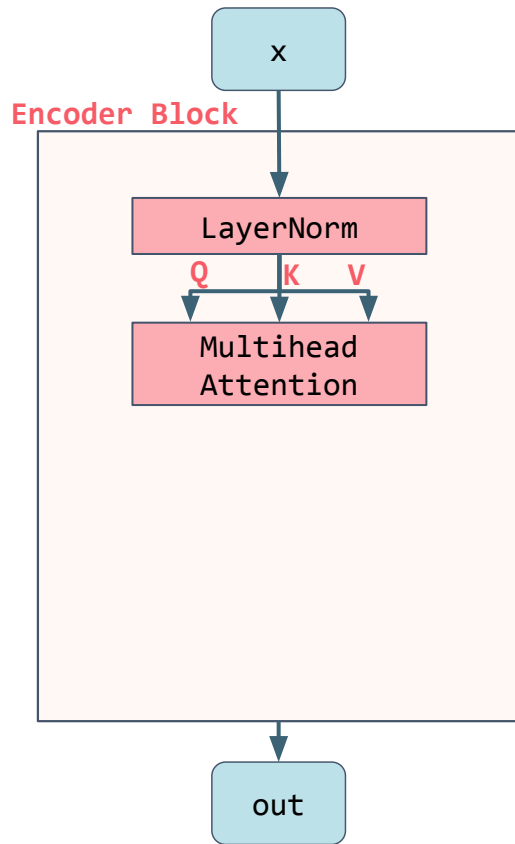 x
Encoder Block
LayerNorm
Q K V
Multihead
Attention
out